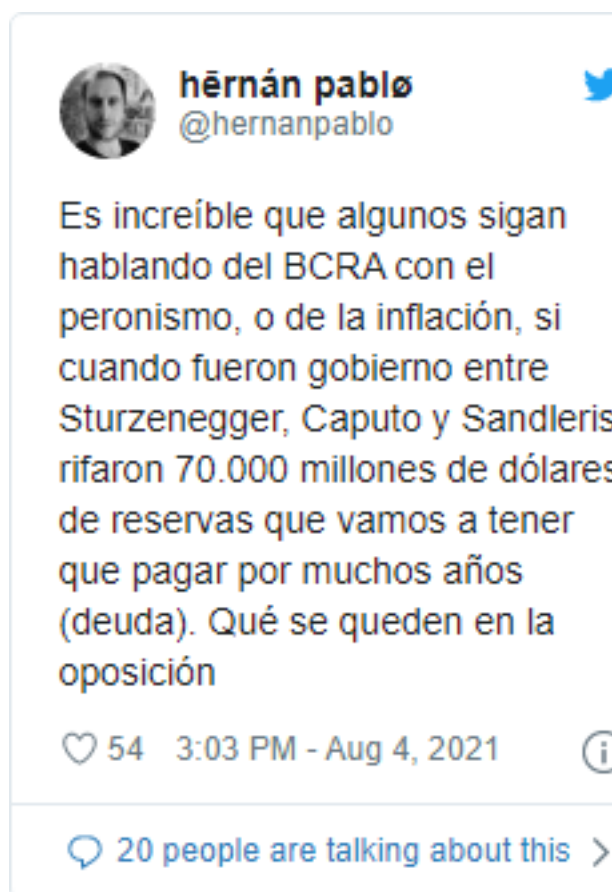 hērnán pablø
@hernanpablo
Es increíble que algunos sigan
hablando del BCRA con el
peronismo, o de la inflación, si
cuando fueron gobierno entre
Sturzenegger, Caputo y Sandleris
rifaron 70.000 millones de dólares
de reservas que vamos a tener
que pagar por muchos años
(deuda). Qué se queden en la
oposición
54 3:03 PM - Aug 4, 2021
20 people are talking about this